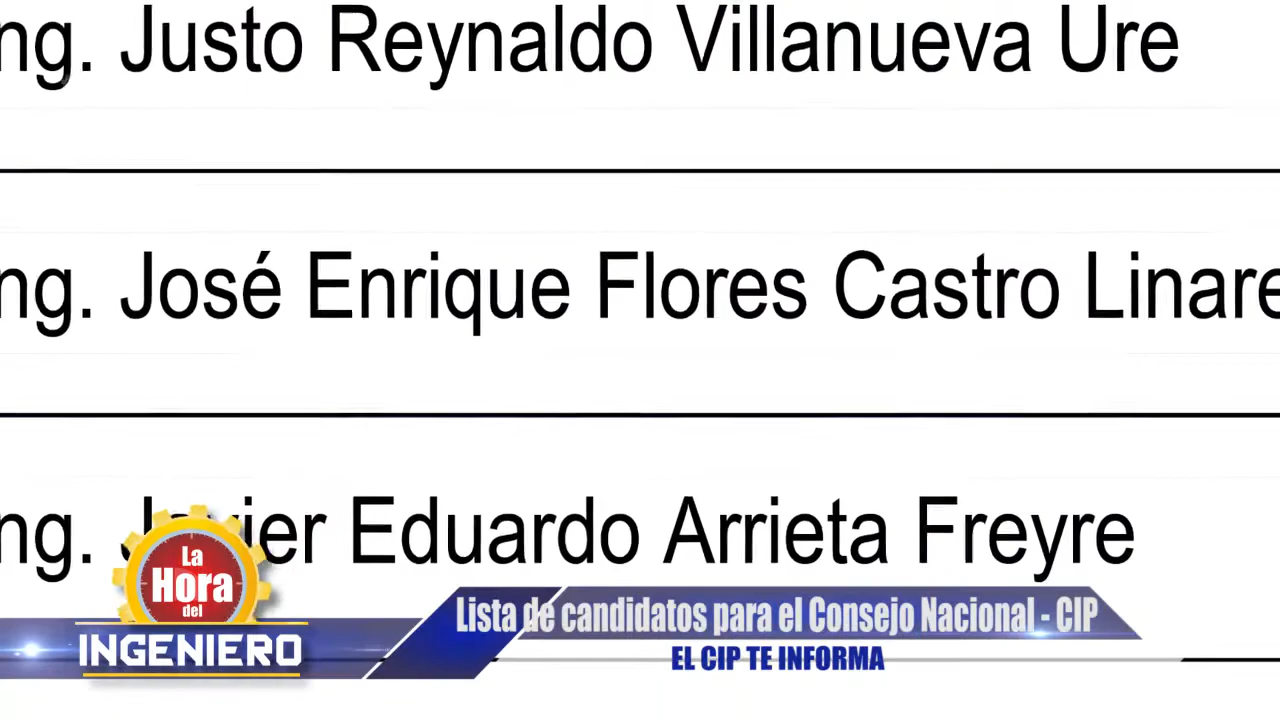 ng. Justo Reynaldo Villanueva Ure
ng. José Enrique Flores Castro Linare
ng. Javier Eduardo Arrieta Freyre
La
Hora
del
INGENIERO
Lista de candidatos para el Consejo Nacional - CIP
EL CIP TE INFORMA